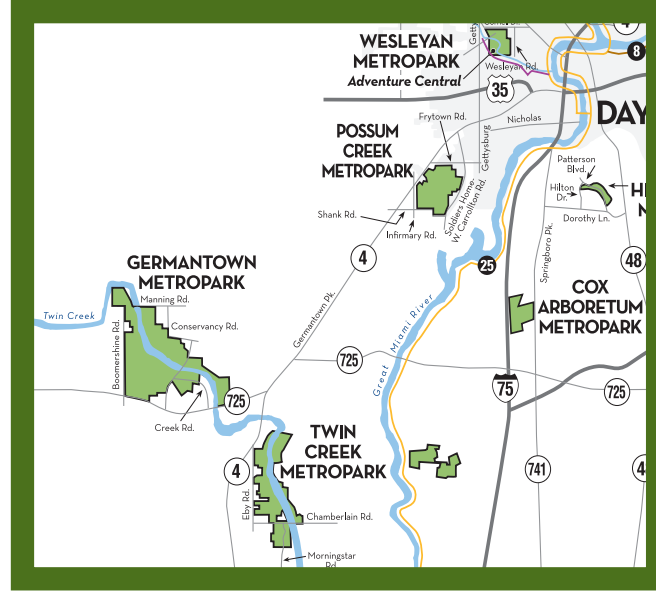 WESLEYAN
METROPARK
Adventure Central
Wesleyan Rd.
4
8
35
Frytown Rd.
Nicholas
DAY
POSSUM
CREEK
METROPARK
Gettysburg
Patterson
Blvd.
Hilton
Dr.
Dorothy Ln.
Shank Rd.
Infirmary Rd.
Soldiers Home-
W. Carrollton Rd.
Springboro Pk.
4
25
48
GERMANTOWN
METROPARK
Manning Rd.
Twin Creek
Conservancy Rd.
Boomershine Rd.
Germantown Pk.
Great Miami River
COX
ARBORETUM
METROPARK
725
725
75
725
Creek Rd.
TWIN
CREEK
METROPARK
4
741
Eby Rd.
Chamberlain Rd.
Morningstar